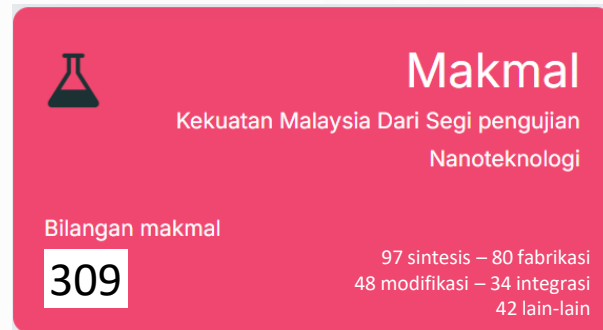 Makmal
Kekuatan Malaysia Dari Segi pengujian
Nanoteknologi
Bilangan makmal
309
97 sintesis – 80 fabrikasi
48 modifikasi – 34 integrasi
42 lain-lain